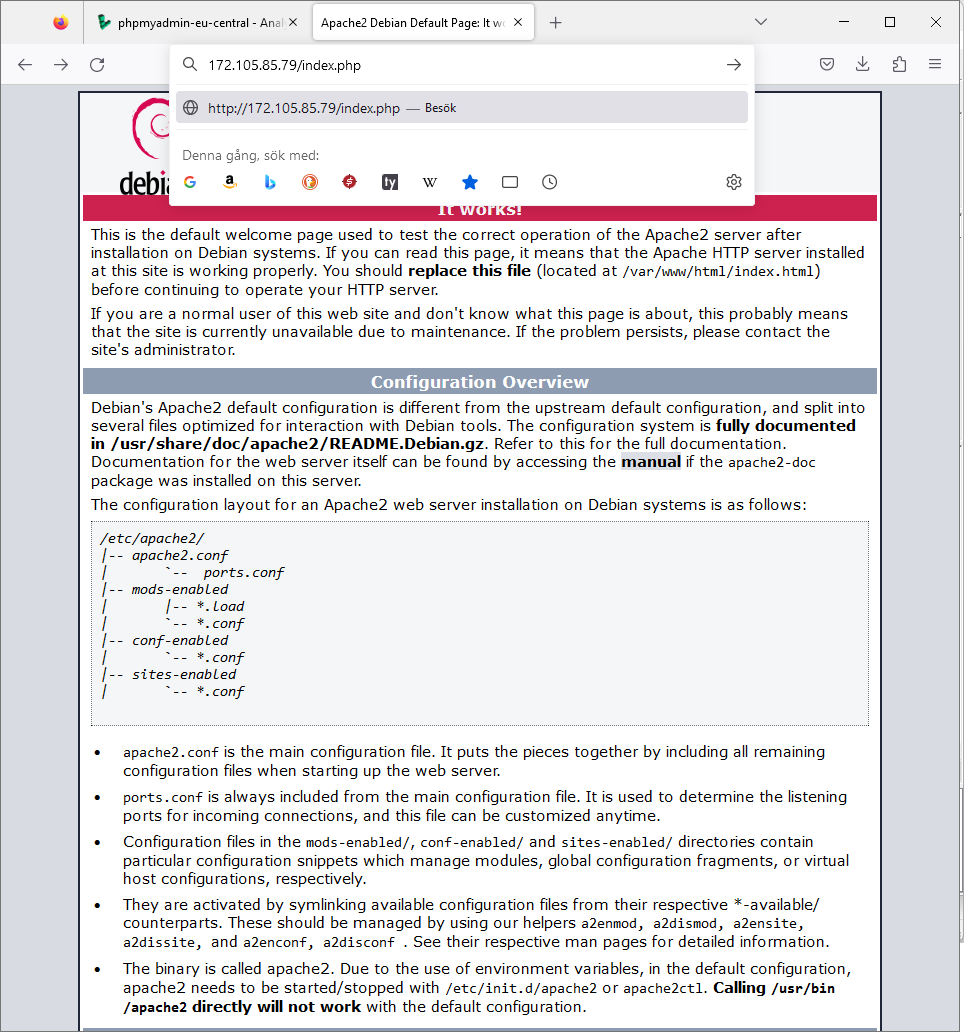 phpmyadmin-eu-central - Anal
Apache2 Debian Default Page: It wo
172.105.85.79/index.php
http://172.105.85.79/index.php — Besök
Denna gång, sök med:
debi
It works!
This is the default welcome page used to test the correct operation of the Apache2 server after
installation on Debian systems. If you can read this page, it means that the Apache HTTP server installed
at this site is working properly. You should replace this file (located at /var/www/html/index.html)
before continuing to operate your HTTP server.
If you are a normal user of this web site and don't know what this page is about, this probably means
that the site is currently unavailable due to maintenance. If the problem persists, please contact the
site's administrator.
Configuration Overview
Debian's Apache2 default configuration is different from the upstream default configuration, and split into
several files optimized for interaction with Debian tools. The configuration system is fully documented
in /usr/share/doc/apache2/README.Debian.gz. Refer to this for the full documentation.
Documentation for the web server itself can be found by accessing the manual if the apache2-doc
package was installed on this server.
The configuration layout for an Apache2 web server installation on Debian systems is as follows:
/etc/apache2/
|-- apache2.conf
|       `--  ports.conf
|-- mods-enabled
|       |-- *.load
|       `-- *.conf
|-- conf-enabled
|       `-- *.conf
|-- sites-enabled
|       `-- *.conf
• apache2.conf is the main configuration file. It puts the pieces together by including all remaining
configuration files when starting up the web server.
• ports.conf is always included from the main configuration file. It is used to determine the listening
ports for incoming connections, and this file can be customized anytime.
• Configuration files in the mods-enabled/, conf-enabled/ and sites-enabled/ directories contain
particular configuration snippets which manage modules, global configuration fragments, or virtual
host configurations, respectively.
• They are activated by symlinking available configuration files from their respective *-available/
counterparts. These should be managed by using our helpers a2enmod, a2dismod, a2ensite,
a2dissite, and a2enconf, a2disconf . See their respective man pages for detailed information.
• The binary is called apache2. Due to the use of environment variables, in the default configuration,
apache2 needs to be started/stopped with /etc/init.d/apache2 or apache2ctl. Calling /usr/bin
/apache2 directly will not work with the default configuration.